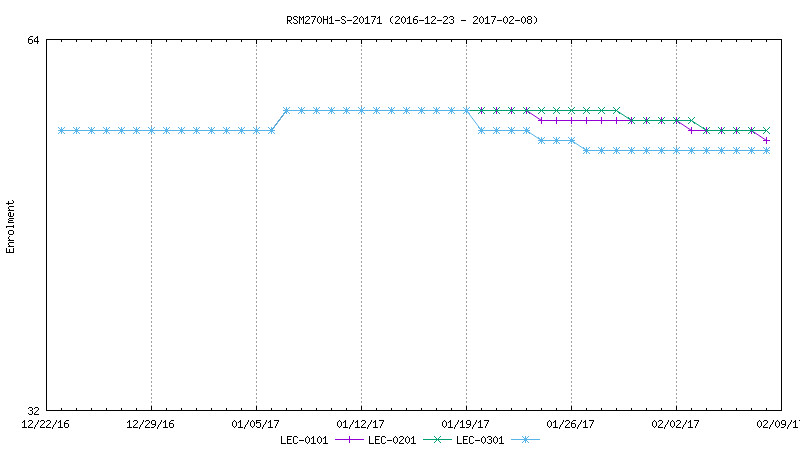 RSM270H1-S-20171 (2016-12-23 - 2017-02-08)
64
Enrolment
32
12/22/16 12/29/16 01/05/17 01/12/17 01/19/17 01/26/17 02/02/17 02/09/17
LEC-0101 LEC-0201 LEC-0301